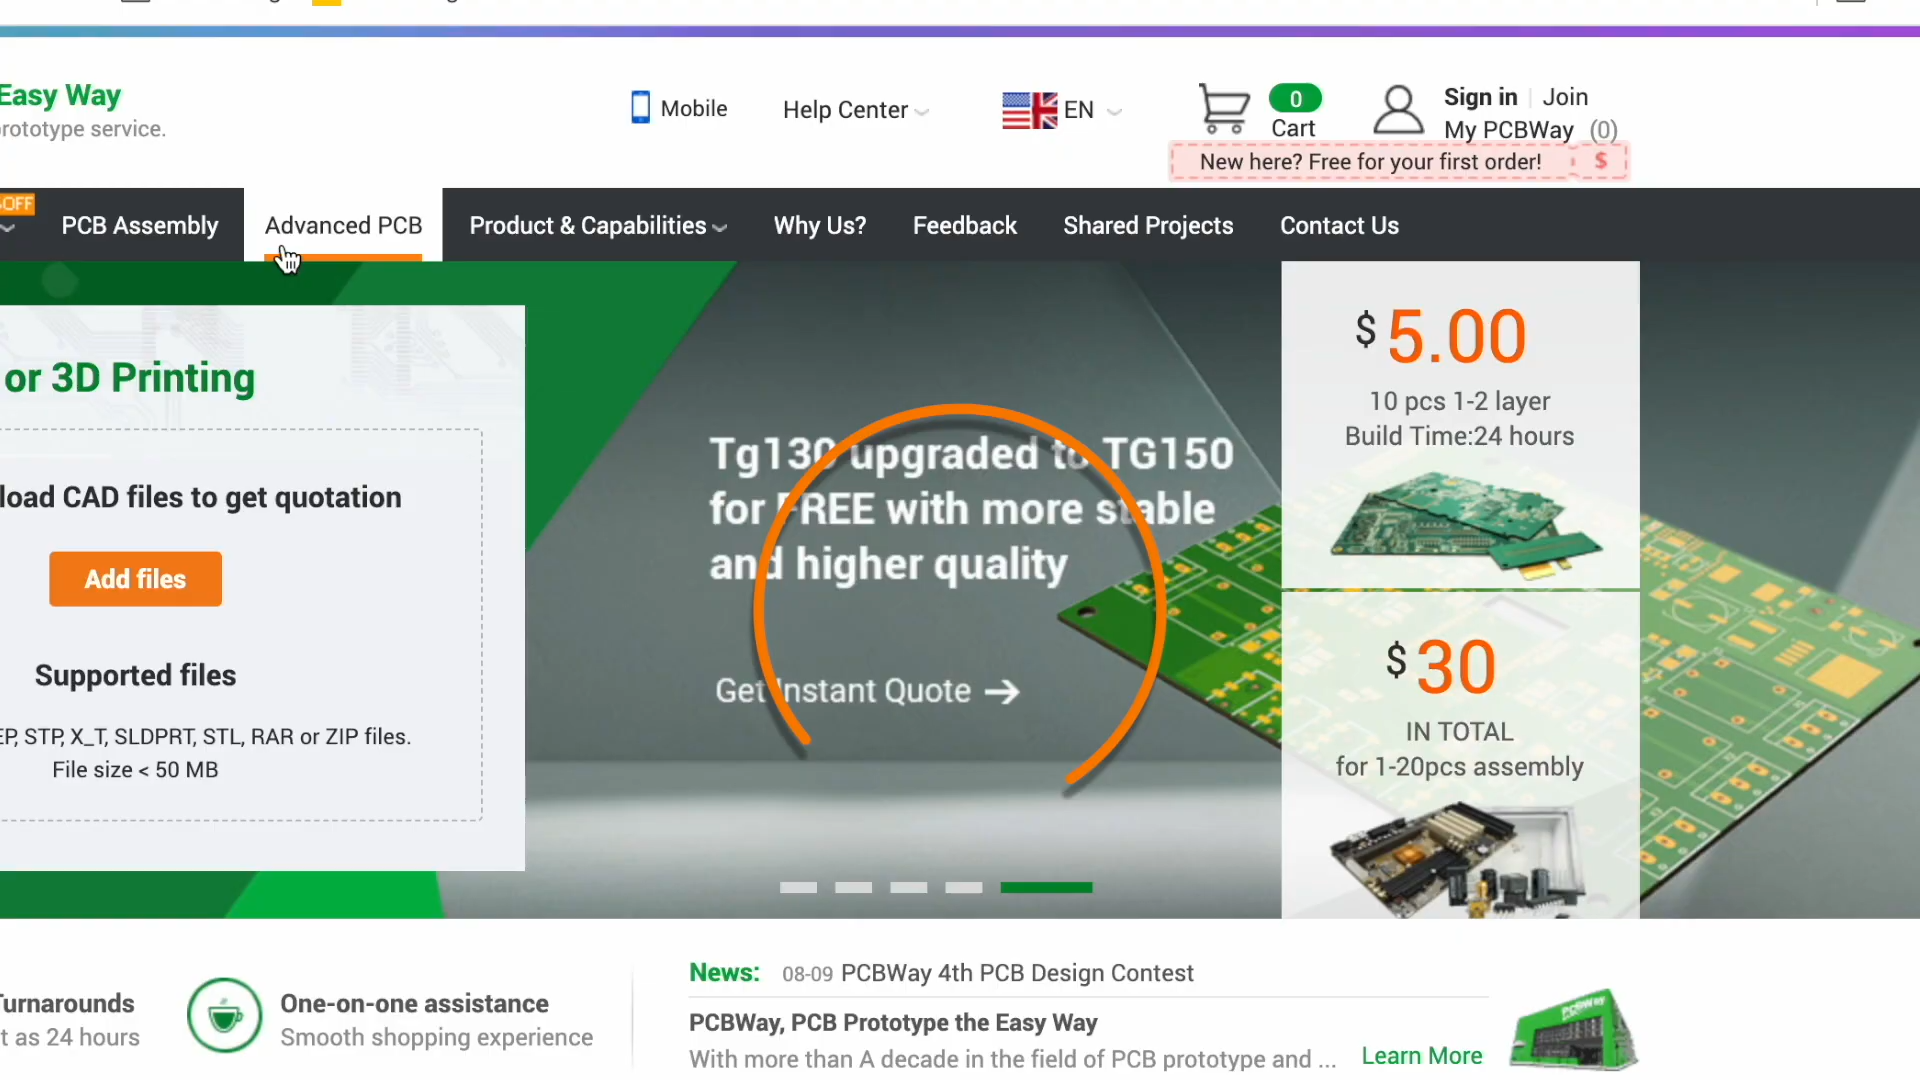 Easy Way
prototype service.
Mobile
Help Center
EN
0
Cart
Sign in
Join
My PCBWay (0)
New here? Free for your first order!
$
OFF
PCB Assembly
Advanced PCB
Product & Capabilities
Why Us?
Feedback
Shared Projects
Contact Us
or 3D Printing
load CAD files to get quotation
Add files
Supported files
EP, STP, X_T, SLDPRT, STL, RAR or ZIP files.
File size < 50 MB
Tg130 upgraded to TG150
for FREE with more stable
and higher quality
Get Instant Quote
$ 5.00
10 pcs 1-2 layer
Build Time:24 hours
$ 30
IN TOTAL
for 1-20pcs assembly
Turnarounds
t as 24 hours
One-on-one assistance
Smooth shopping experience
News: 08-09 PCBWay 4th PCB Design Contest
PCBWay, PCB Prototype the Easy Way
With more than A decade in the field of PCB prototype and ...
Learn More
PCBWay